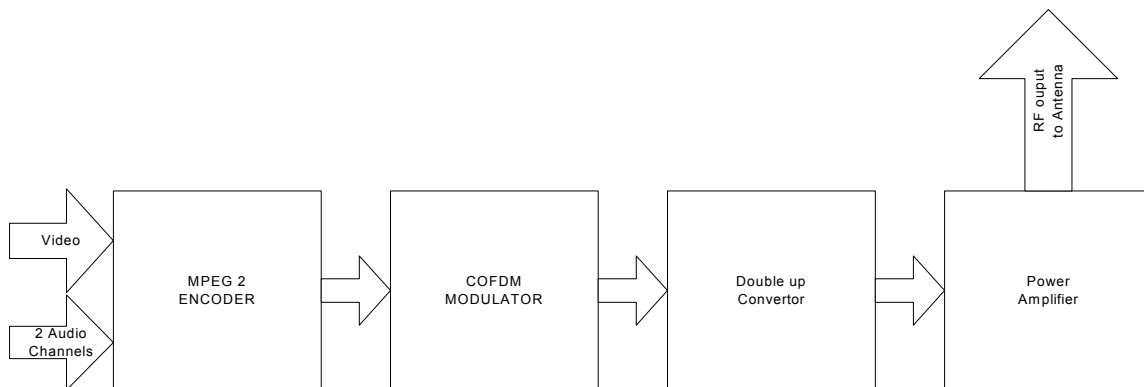 RF ouput
to Antenna
Video
2 Audio
Channels
MPEG 2
ENCODER
COFDM
MODULATOR
Double up
Convertor
Power
Amplifier